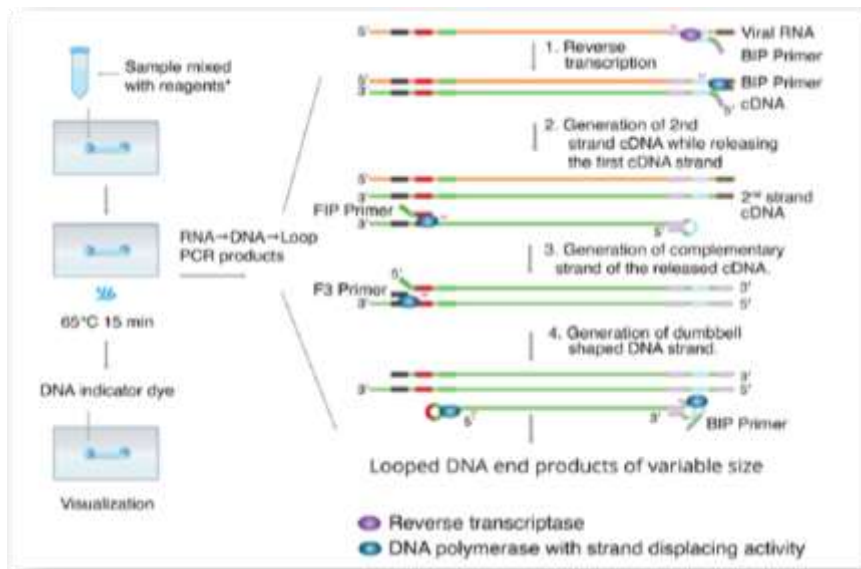 Sample mixed
with reagents*
RNA→DNA→Loop
PCR products
65°C 15 min
DNA indicator dye
Visualization
5'
Viral RNA
BIP Primer
1. Reverse
transcription
BIP Primer
3'
cDNA
5'
2. Generation of 2nd
strand cDNA while releasing
the first cDNA strand
5'
3'
2nd strand
cDNA
FIP Primer
3'
5'
3. Generation of complementary
strand of the released cDNA.
5'
F3 Primer
3'
3'
5'
4. Generation of dumbbell
shaped DNA strand.
3'
3'
5'
5'
3'
BIP Primer
Looped DNA end products of variable size
Reverse transcriptase
DNA polymerase with strand displacing activity